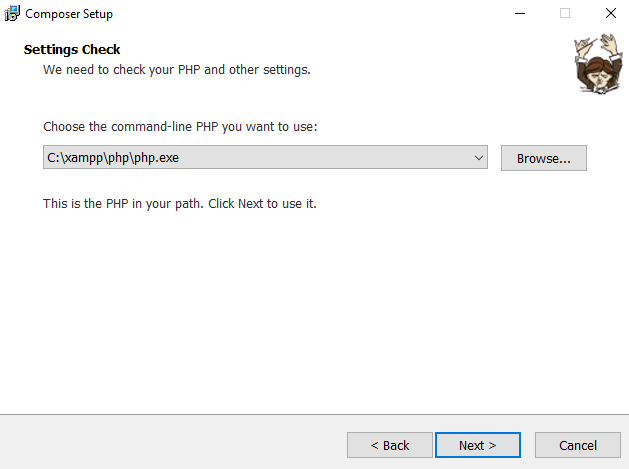 Composer Setup
Settings Check
We need to check your PHP and other settings.
Choose the command-line PHP you want to use:
C:\xampp\php\php.exe
Browse...
This is the PHP in your path. Click Next to use it.
< Back
Next >
Cancel